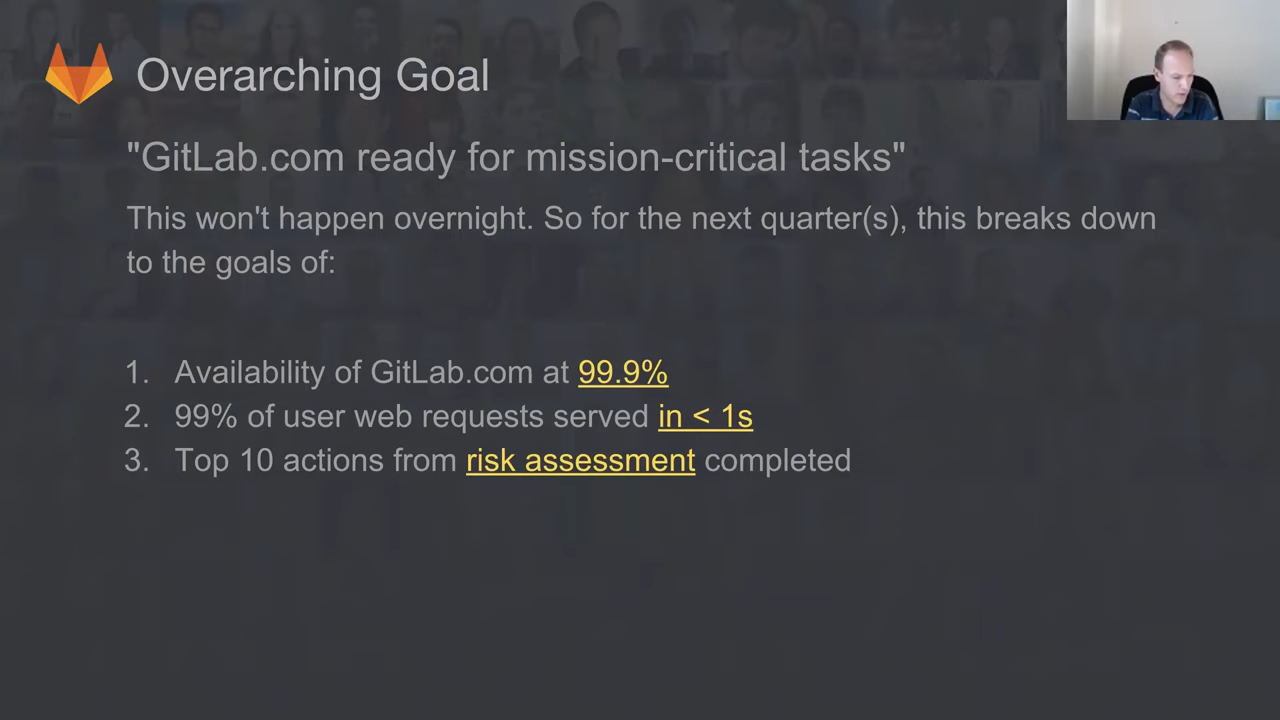 Overarching Goal
"GitLab.com ready for mission-critical tasks"
This won't happen overnight. So for the next quarter(s), this breaks down
to the goals of:
1. Availability of GitLab.com at 99.9%
2. 99% of user web requests served in < 1s
3. Top 10 actions from risk assessment completed